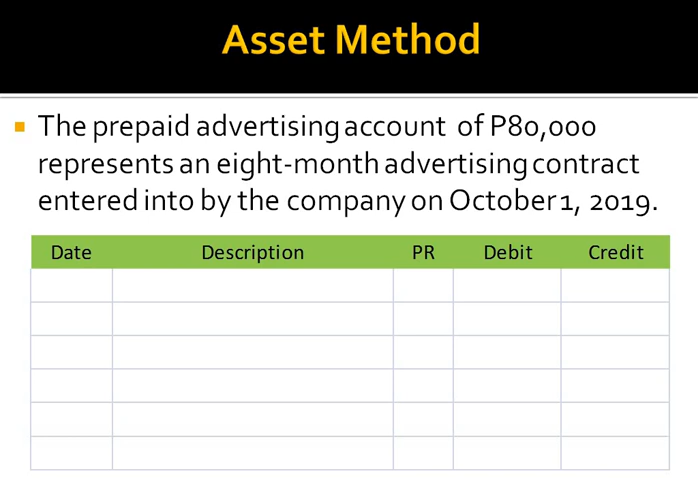 Asset Method
▪ The prepaid advertising account of P80,000
represents an eight-month advertising contract
entered into by the company on October 1, 2019.
Date Description PR Debit Credit